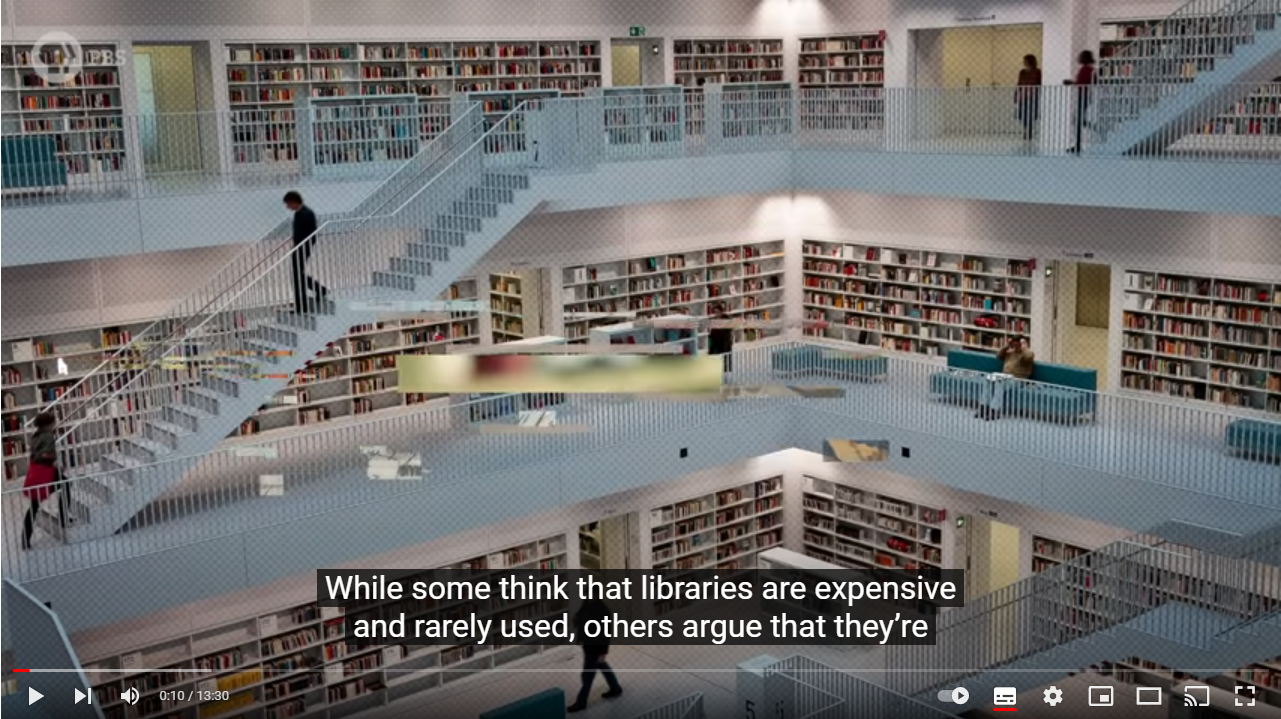 PBS
While some think that libraries are expensive
and rarely used, others argue that they’re
0:10 / 13:30